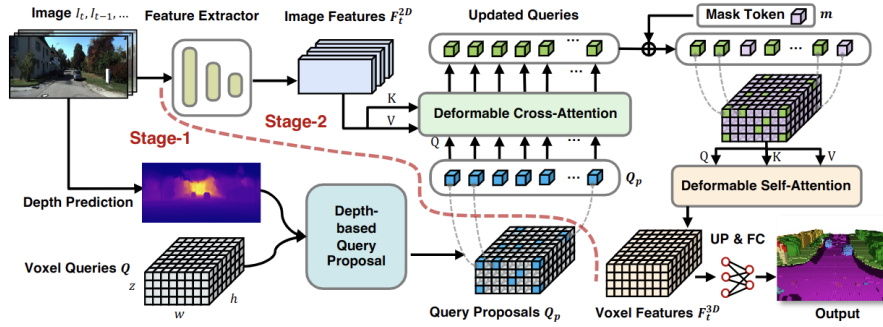 Image I_t, I_{t-1}, ...
Feature Extractor
Image Features F_t^{2D}
Updated Queries
Mask Token
m
...
...
...
Stage-1
Stage-2
K
V
Deformable Cross-Attention
Q
...
...
Q_p
Q
K
V
Deformable Self-Attention
Depth Prediction
Depth-
based
Query
Proposal
Voxel Queries Q
z
w
h
Query Proposals Q_p
UP & FC
Voxel Features F_t^{3D}
Output